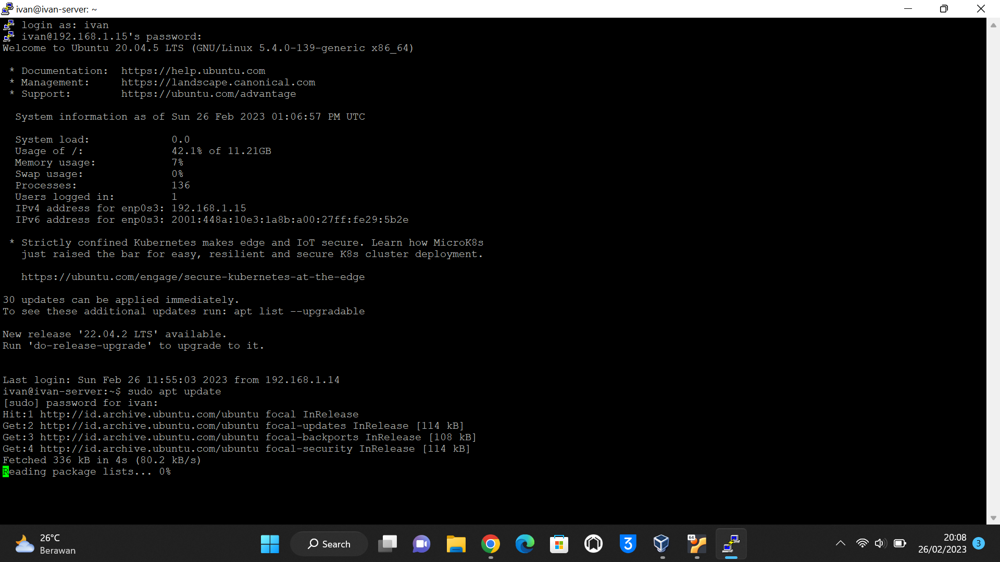 ivan@ivan-server: ~
login as: ivan
ivan@192.168.1.15's password:
Welcome to Ubuntu 20.04.5 LTS (GNU/Linux 5.4.0-139-generic x86_64)
* Documentation:  https://help.ubuntu.com
* Management:     https://landscape.canonical.com
* Support:        https://ubuntu.com/advantage
System information as of Sun 26 Feb 2023 01:06:57 PM UTC
System load:             0.0
Usage of /:              42.1% of 11.21GB
Memory usage:            7%
Swap usage:              0%
Processes:               136
Users logged in:         1
IPv4 address for enp0s3: 192.168.1.15
IPv6 address for enp0s3: 2001:448a:10e3:1a8b:a00:27ff:fe29:5b2e
* Strictly confined Kubernetes makes edge and IoT secure. Learn how MicroK8s
just raised the bar for easy, resilient and secure K8s cluster deployment.
https://ubuntu.com/engage/secure-kubernetes-at-the-edge
30 updates can be applied immediately.
To see these additional updates run: apt list --upgradable
New release '22.04.2 LTS' available.
Run 'do-release-upgrade' to upgrade to it.
Last login: Sun Feb 26 11:55:03 2023 from 192.168.1.14
ivan@ivan-server:~$ sudo apt update
[sudo] password for ivan:
Hit:1 http://id.archive.ubuntu.com/ubuntu focal InRelease
Get:2 http://id.archive.ubuntu.com/ubuntu focal-updates InRelease [114 kB]
Get:3 http://id.archive.ubuntu.com/ubuntu focal-backports InRelease [108 kB]
Get:4 http://id.archive.ubuntu.com/ubuntu focal-security InRelease [114 kB]
Fetched 336 kB in 4s (80.2 kB/s)
Reading package lists... 0%
26°C
Berawan
Search
3
64
20:08
26/02/2023
3